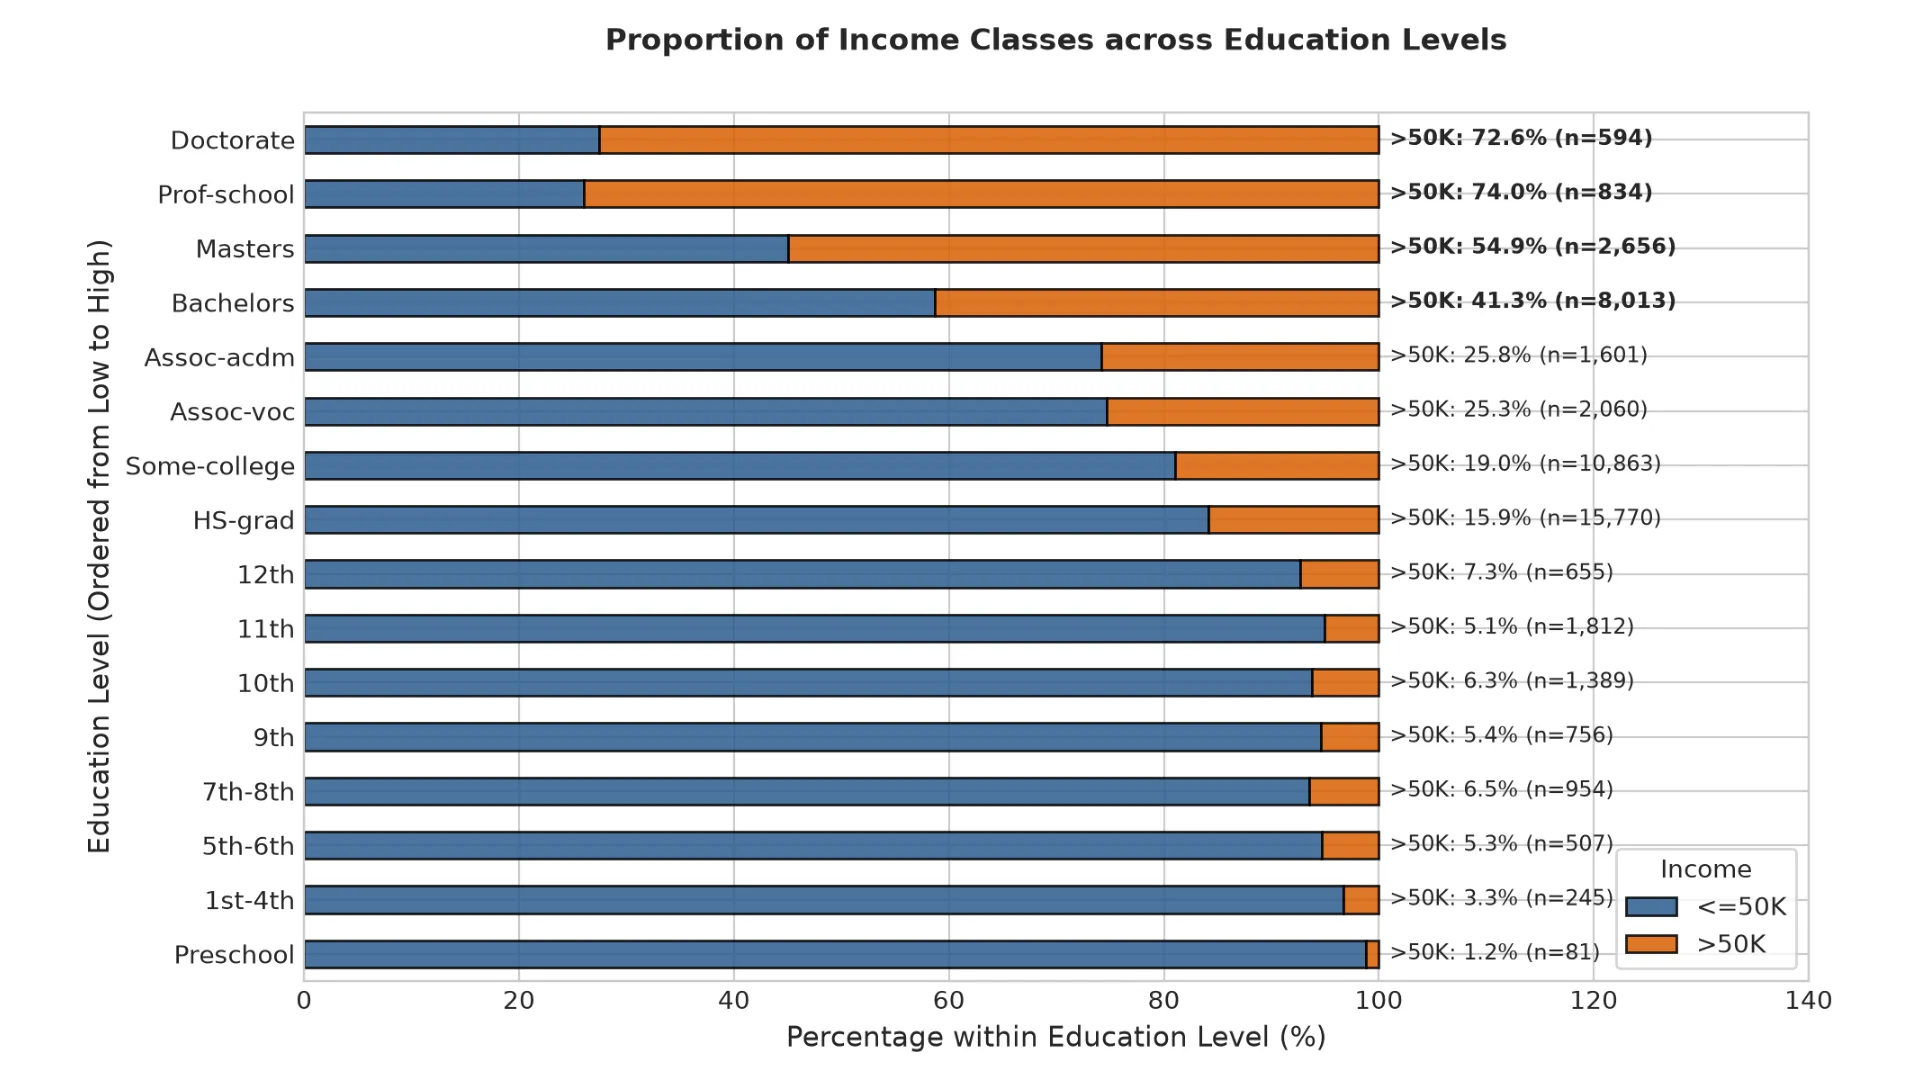 Proportion of Income Classes across Education Levels
Education Level (Ordered from Low to High)
Doctorate >50K: 72.6% (n=594)
Prof-school >50K: 74.0% (n=834)
Masters >50K: 54.9% (n=2,656)
Bachelors >50K: 41.3% (n=8,013)
Assoc-acdm >50K: 25.8% (n=1,601)
Assoc-voc >50K: 25.3% (n=2,060)
Some-college >50K: 19.0% (n=10,863)
HS-grad >50K: 15.9% (n=15,770)
12th >50K: 7.3% (n=655)
11th >50K: 5.1% (n=1,812)
10th >50K: 6.3% (n=1,389)
9th >50K: 5.4% (n=756)
7th-8th >50K: 6.5% (n=954)
5th-6th >50K: 5.3% (n=507)
1st-4th >50K: 3.3% (n=245)
Preschool >50K: 1.2% (n=81)
Income
<=50K
>50K
0 20 40 60 80 100 120 140
Percentage within Education Level (%)